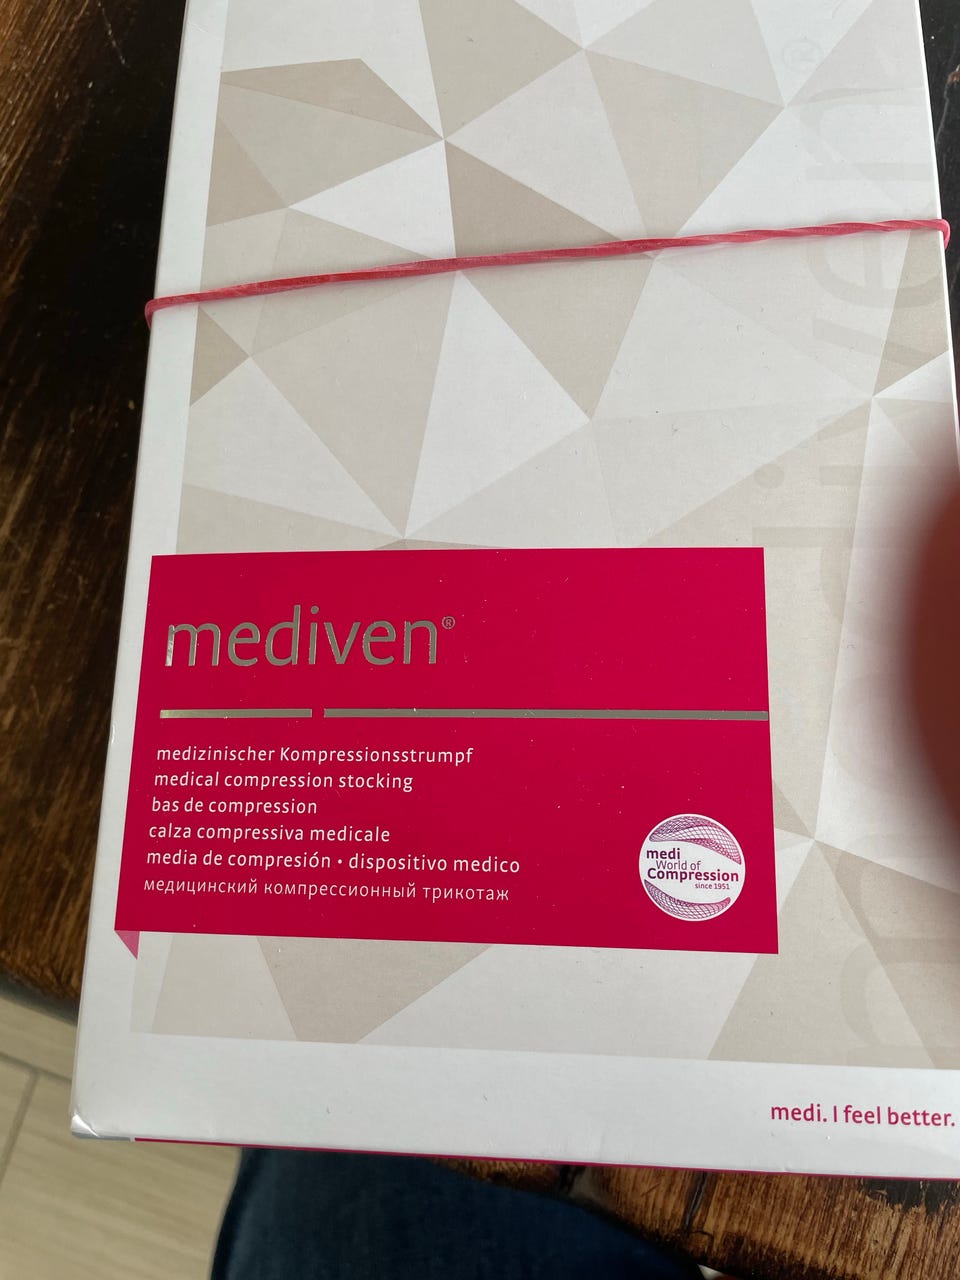 mediven®
medizinischer Kompressionsstrumpf
medical compression stocking
bas de compression
calza compressiva medicale
media de compresión • dispositivo medico
медицинский компрессионный трикотаж
medi
World of
Compression
since 1951
medi. I feel better.
mediven®